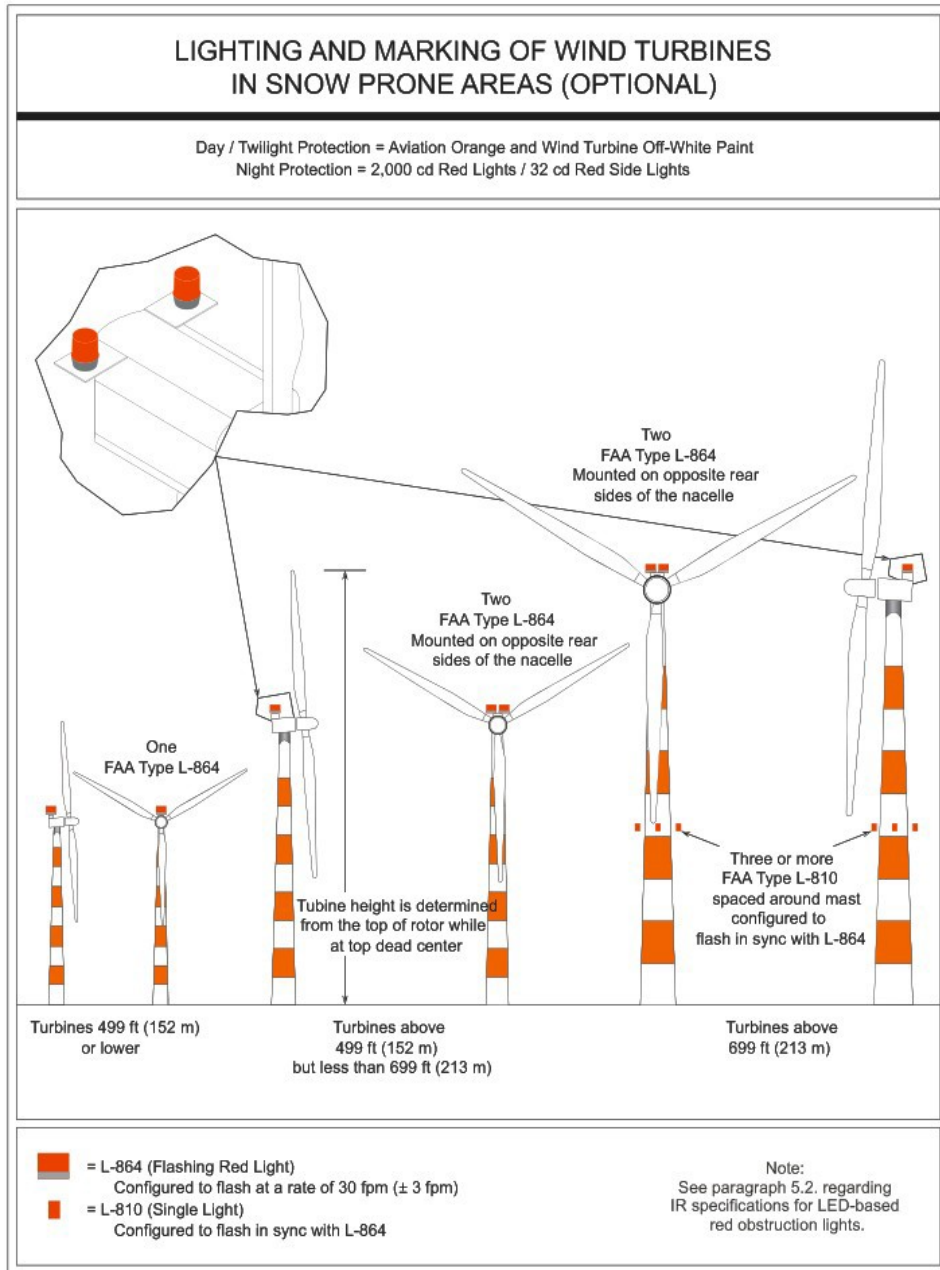 LIGHTING AND MARKING OF WIND TURBINES
IN SNOW PRONE AREAS (OPTIONAL)
Day / Twilight Protection = Aviation Orange and Wind Turbine Off-White Paint
Night Protection = 2,000 cd Red Lights / 32 cd Red Side Lights
Two
FAA Type L-864
Mounted on opposite rear
sides of the nacelle
Two
FAA Type L-864
Mounted on opposite rear
sides of the nacelle
One
FAA Type L-864
Tubine height is determined
from the top of rotor while
at top dead center
Three or more
FAA Type L-810
spaced around mast
configured to
flash in sync with L-864
Turbines 499 ft (152 m)
or lower
Turbines above
499 ft (152 m)
but less than 699 ft (213 m)
Turbines above
699 ft (213 m)
= L-864 (Flashing Red Light)
Configured to flash at a rate of 30 fpm (± 3 fpm)
= L-810 (Single Light)
Configured to flash in sync with L-864
Note:
See paragraph 5.2. regarding
IR specifications for LED-based
red obstruction lights.